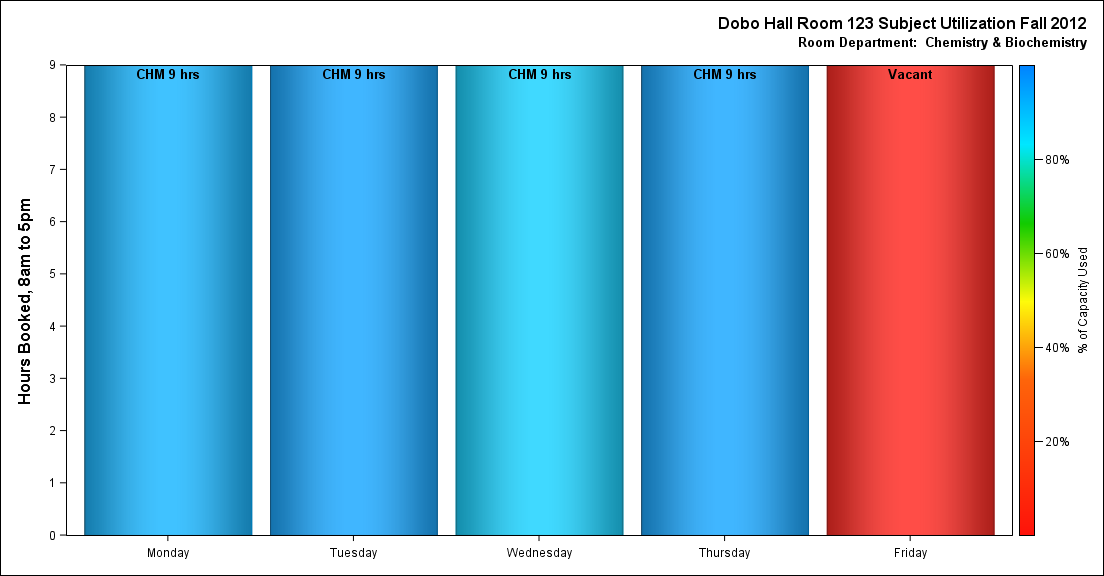 Dobo Hall Room 123 Subject Utilization Fall 2012
Room Department:  Chemistry & Biochemistry
Hours Booked, 8am to 5pm
9
8
7
6
5
4
3
2
1
0
CHM 9 hrs
CHM 9 hrs
CHM 9 hrs
CHM 9 hrs
Vacant
Monday
Tuesday
Wednesday
Thursday
Friday
80%
60%
40%
20%
% of Capacity Used